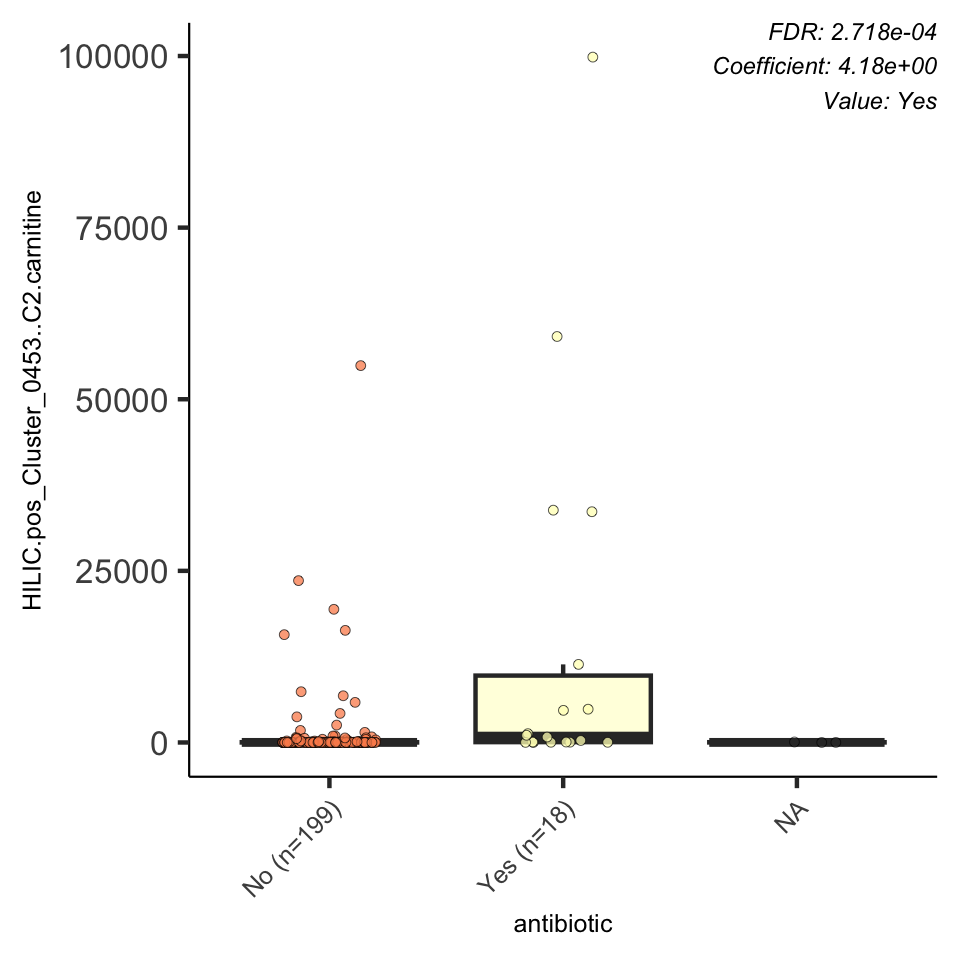 FDR: 2.718e-04
Coefficient: 4.18e+00
Value: Yes
HILIC.pos_Cluster_0453..C2.carnitine
100000
75000
50000
25000
0
No (n=199)
Yes (n=18)
NA
antibiotic